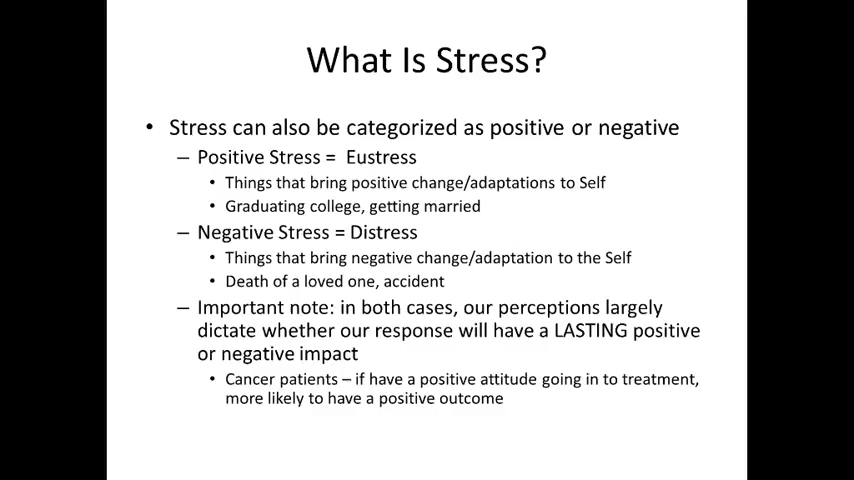 What Is Stress?
• Stress can also be categorized as positive or negative
– Positive Stress = Eustress
• Things that bring positive change/adaptations to Self
• Graduating college, getting married
– Negative Stress = Distress
• Things that bring negative change/adaptation to the Self
• Death of a loved one, accident
– Important note: in both cases, our perceptions largely
dictate whether our response will have a LASTING positive
or negative impact
• Cancer patients – if have a positive attitude going in to treatment,
more likely to have a positive outcome